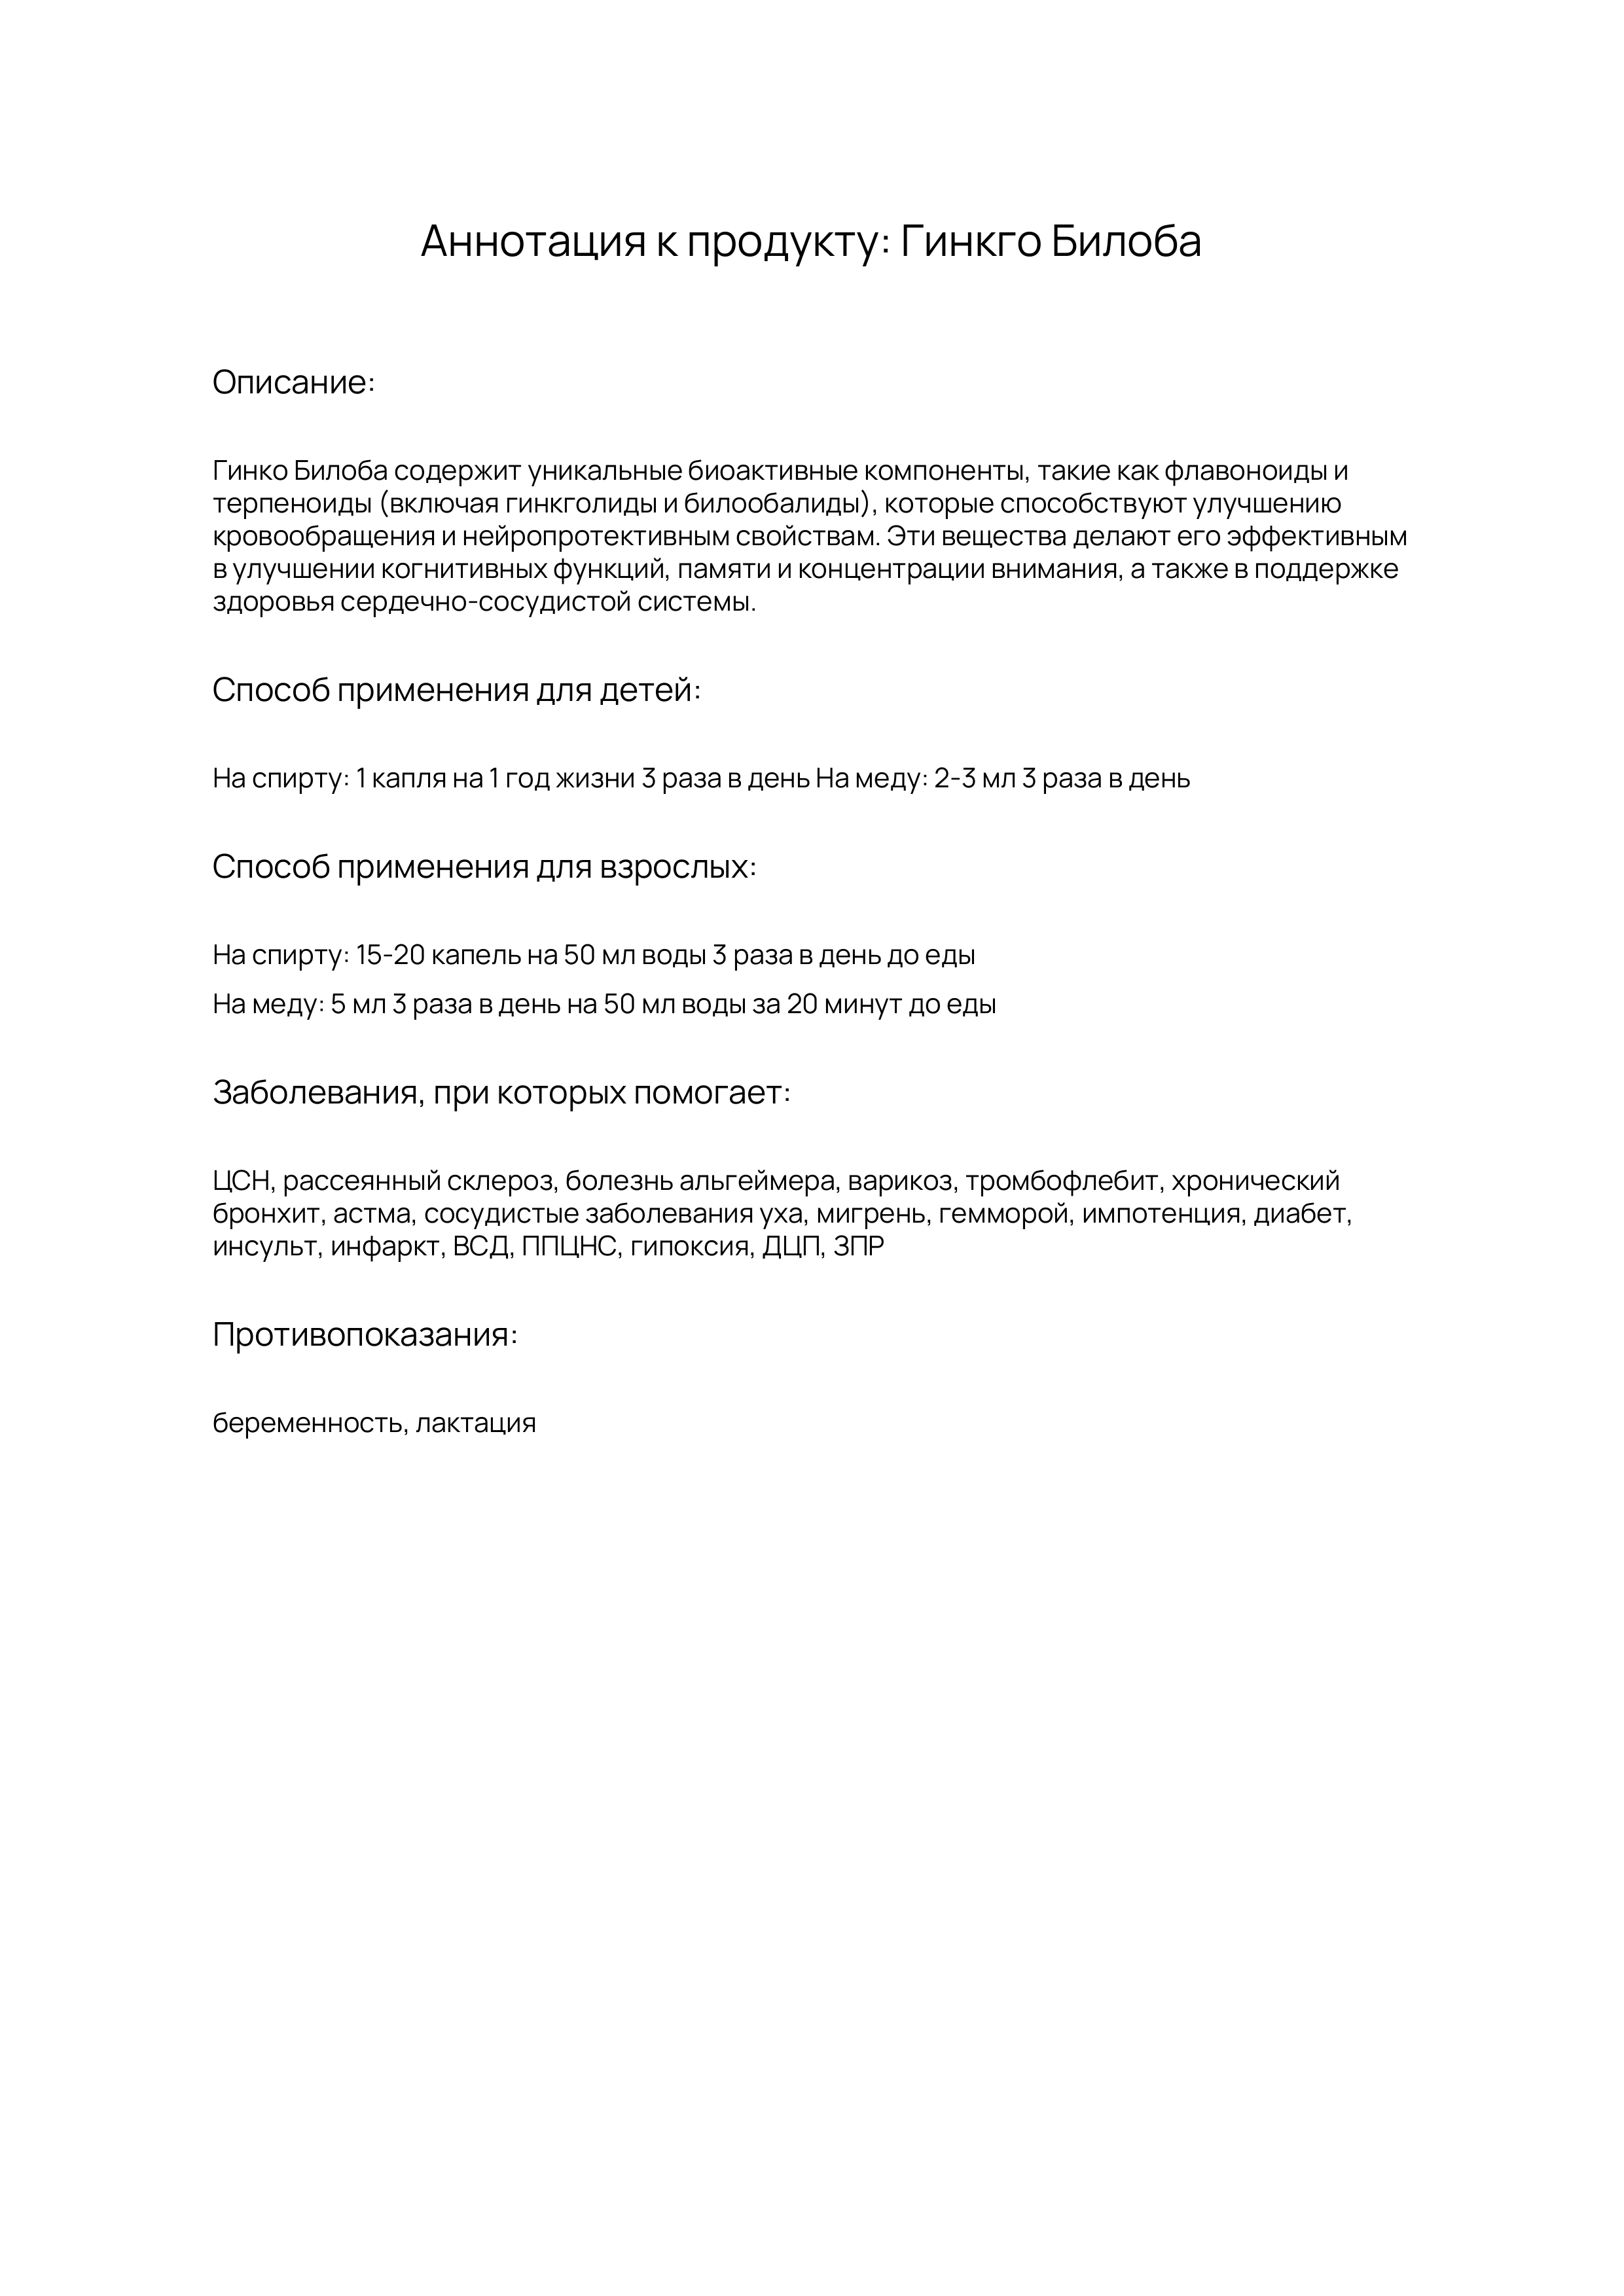 Аннотация к продукту: Гинкго Билоба
Описание:
Гинко Билоба содержит уникальные биоактивные компоненты, такие как флавоноиды и
терпеноиды (включая гинкголиды и билообалиды), которые способствуют улучшению
кровообращения и нейропротективным свойствам. Эти вещества делают его эффективным
в улучшении когнитивных функций, памяти и концентрации внимания, а также в поддержке
здоровья сердечно-сосудистой системы.
Способ применения для детей:
На спирту: 1 капля на 1 год жизни 3 раза в день На меду: 2-3 мл 3 раза в день
Способ применения для взрослых:
На спирту: 15-20 капель на 50 мл воды 3 раза в день до еды
На меду: 5 мл 3 раза в день на 50 мл воды за 20 минут до еды
Заболевания, при которых помогает:
ЦСН, рассеянный склероз, болезнь альгеймера, варикоз, тромбофлебит, хронический
бронхит, астма, сосудистые заболевания уха, мигрень, гемморой, импотенция, диабет,
инсульт, инфаркт, ВСД, ППЦНС, гипоксия, ДЦП, ЗПР
Противопоказания:
беременность, лактация